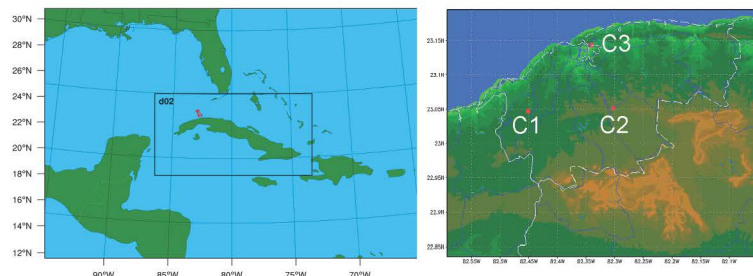 30°N
28°N
26°N
24°N
22°N
20°N
18°N
16°N
14°N
12°N
d02
90°W
80°W
70°W
23.15N
23.1N
23.05N
23N
22.95N
22.9N
22.85N
C3
C1
C2
82.55W
82.5W
82.45W
82.4W
82.35W
82.3W
82.25W
82.2W
82.15W
82.1W